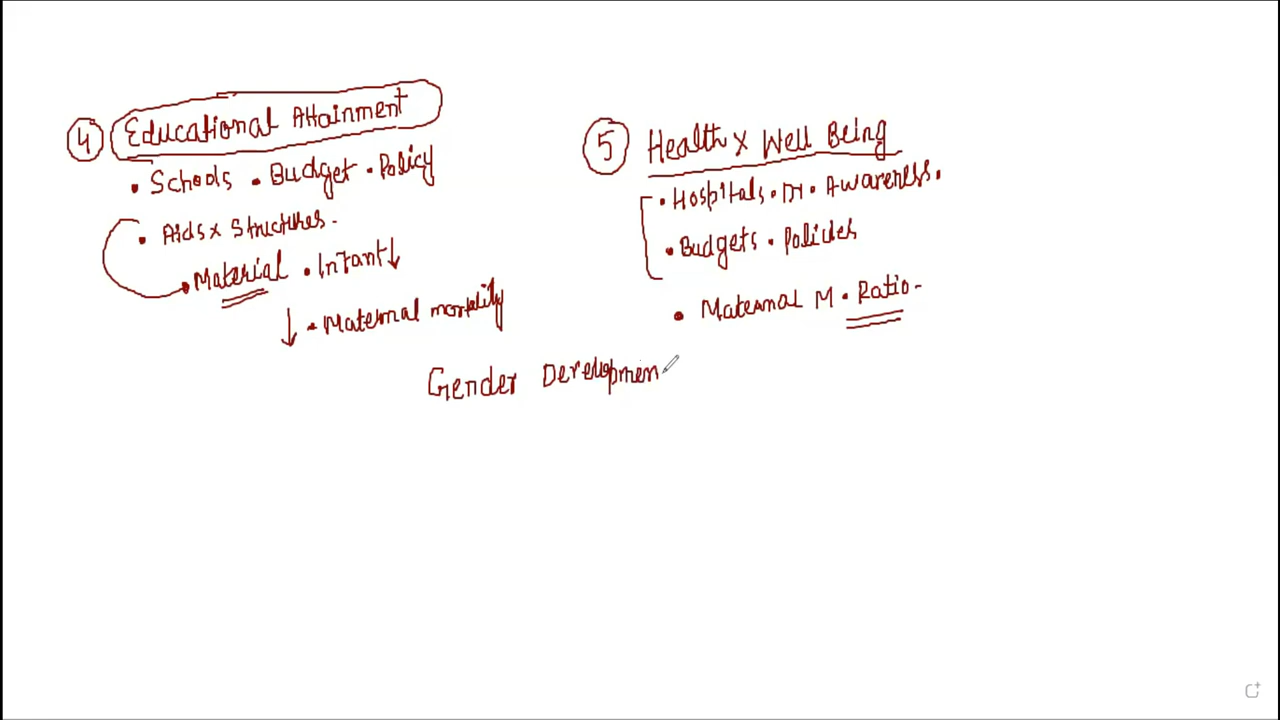 ④ Educational Attainment
• Schools • Budget • Policy
• Aids x Structures.
• Material • Infant ↓
↓ • Maternal mortality
⑤ Health x Well Being
• Hospitals • Dr • Awareness.
• Budgets • Policies
• Maternal M • Ratio.
Gender Developmen